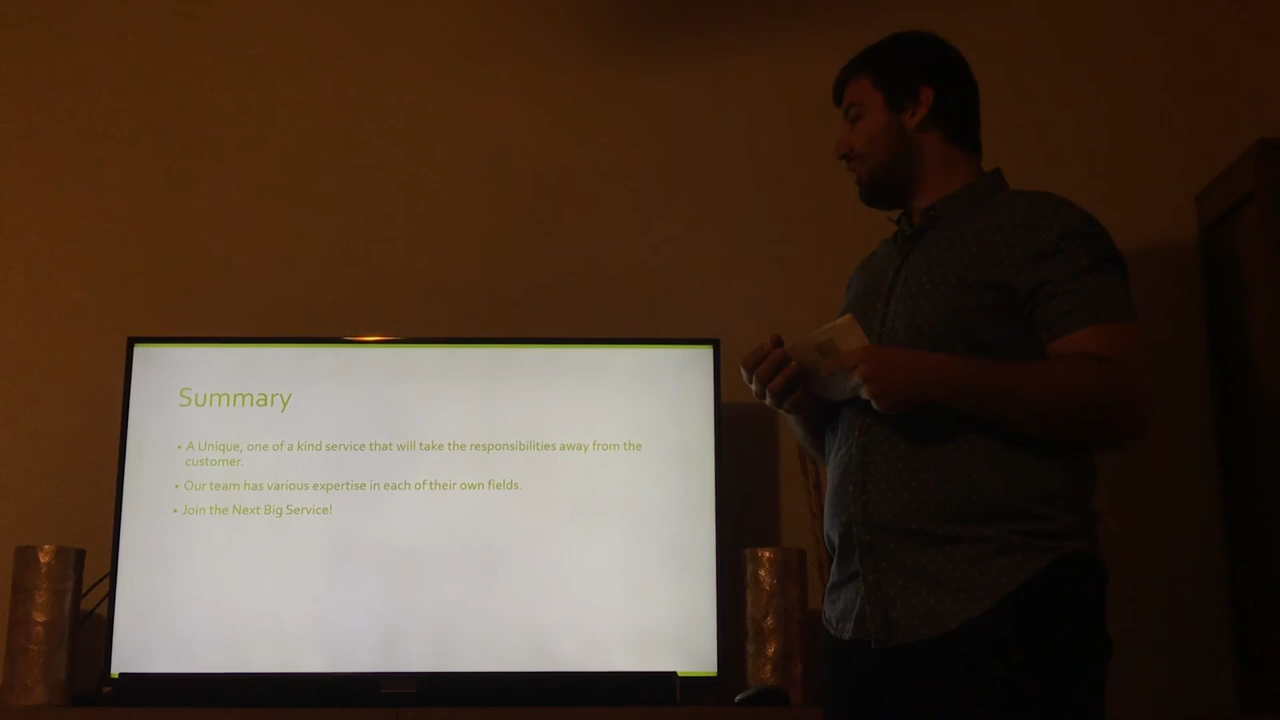 Summary
• A Unique, one of a kind service that will take the responsibilities away from the
customer.
• Our team has various expertise in each of their own fields.
• Join the Next Big Service!